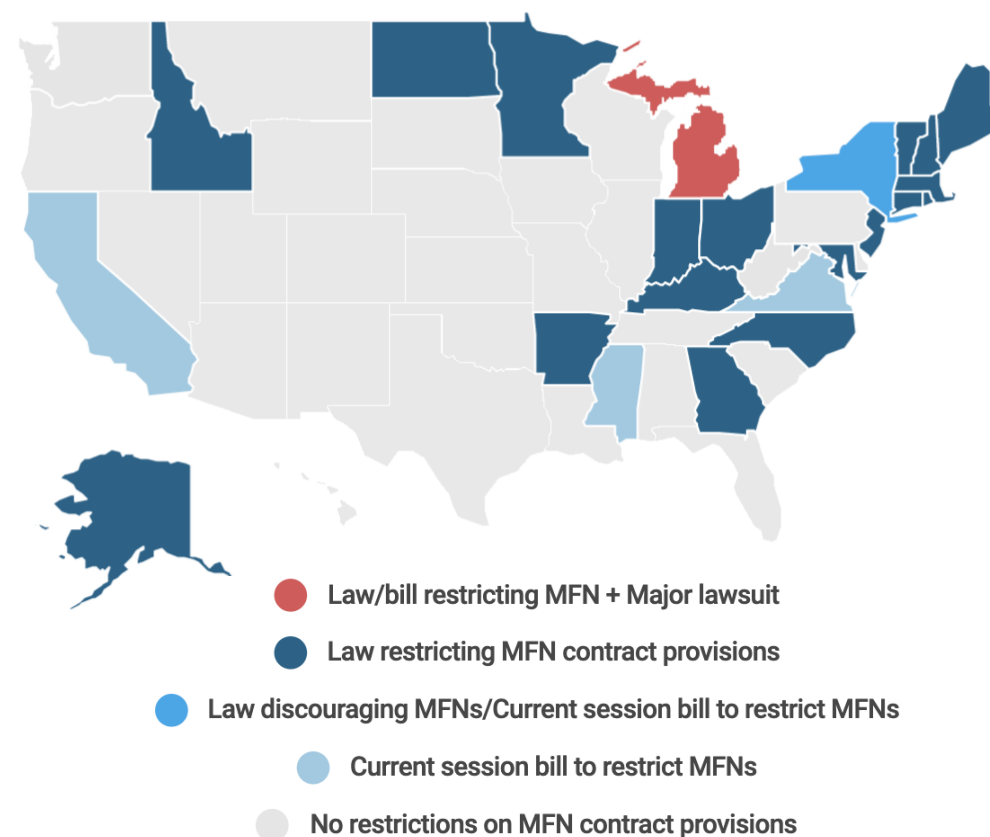 Law/bill restricting MFN + Major lawsuit
Law restricting MFN contract provisions
Law discouraging MFNs/Current session bill to restrict MFNs
Current session bill to restrict MFNs
No restrictions on MFN contract provisions